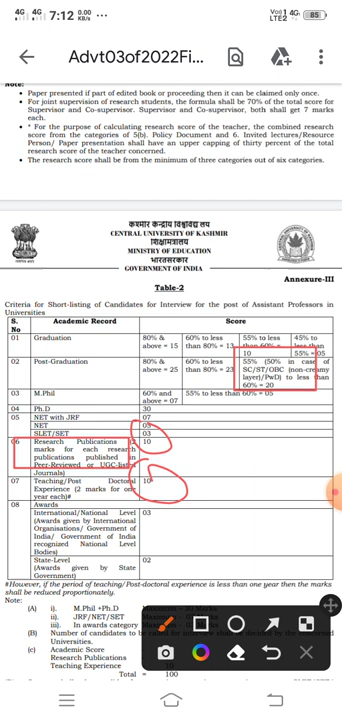 4G 4G 7:12 0.00 KB/s ... Vo)) 1 4G LTE2 85
Advt03of2022Fi...
Note:
• Paper presented if part of edited book or proceeding then it can be claimed only once.
• For joint supervision of research students, the formula shall be 70% of the total score for
Supervisor and Co-supervisor. Supervisor and Co-supervisor, both shall get 7 marks
each.
• * For the purpose of calculating research score of the teacher, the combined research
score from the categories of 5(b). Policy Document and 6. Invited lectures/Resource
Person/ Paper presentation shall have an upper capping of thirty percent of the total
research score of the teacher concerned.
• The research score shall be from the minimum of three categories out of six categories.
कश्मीर केन्द्रीय विश्वविद्यालय
CENTRAL UNIVERSITY OF KASHMIR
शिक्षामंत्रालय
MINISTRY OF EDUCATION
भारतसरकार
GOVERNMENT OF INDIA
Annexure-III
Table-2
Criteria for Short-listing of Candidates for Interview for the post of Assistant Professors in
Universities
S. No Academic Record Score
01 Graduation 80% & above = 15 60% to less than 80% = 13 55% to less than 60% = 10 45% to less than 55% = 05
02 Post-Graduation 80% & above = 25 60% to less than 80% = 23 55% (50% in case of SC/ST/OBC (non-creamy layer)/PwD) to less than 60% = 20
03 M.Phil 60% and above = 07 55% to less than 60% = 05
04 Ph.D 30
05 NET with JRF 07
NET 05
SLET/SET 03
06 Research Publications marks for each research publications published in Peer-Reviewed or UGC-listed Journals) 10
07 Teaching/Post Doctoral Experience (2 marks for one year each)# 10
08 Awards
International/National Level (Awards given by International Organisations/ Government of India/ Government of India recognized National Level Bodies) 03
State-Level (Awards given by State Government) 02
#However, if the period of teaching/Post-doctoral experience is less than one year then the marks
shall be reduced proportionately.
Note:
(A) i). M.Phil +Ph.D
ii). JRF/NET/SET
iii). In awards category
(B) Number of candidates to
Universities.
(c) Academic Score
Research Publications
Teaching Experience
Total = 100